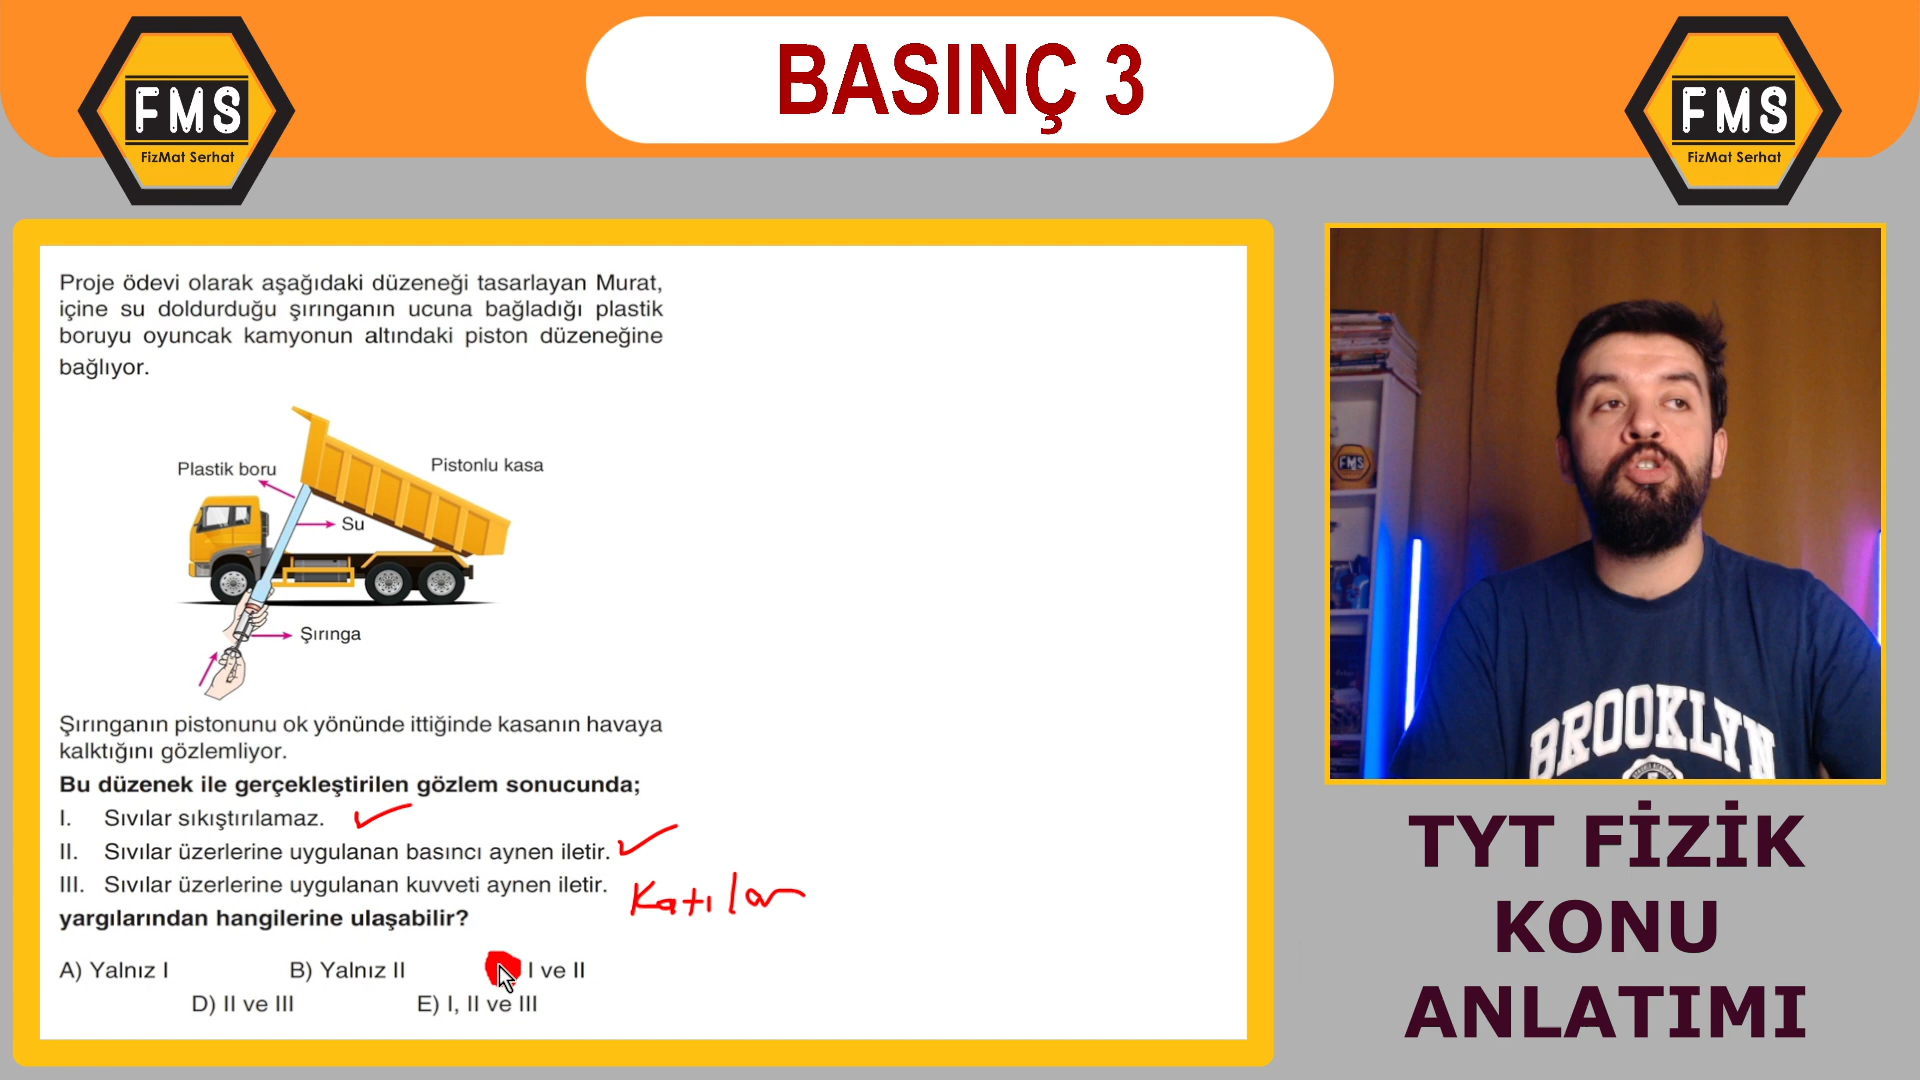 FMS
FizMat Serhat
BASINÇ 3
FMS
FizMat Serhat
Proje ödevi olarak aşağıdaki düzeneği tasarlayan Murat,
içine su doldurduğu şırınganın ucuna bağladığı plastik
boruyu oyuncak kamyonun altındaki piston düzeneğine
bağlıyor.
Plastik boru
Pistonlu kasa
Su
Şırınga
Şırınganın pistonunu ok yönünde ittiğinde kasanın havaya
kalktığını gözlemliyor.
Bu düzenek ile gerçekleştirilen gözlem sonucunda;
I. Sıvılar sıkıştırılamaz.
II. Sıvılar üzerlerine uygulanan basıncı aynen iletir.
III. Sıvılar üzerlerine uygulanan kuvveti aynen iletir.
Katılar
yargılarından hangilerine ulaşabilir?
A) Yalnız I B) Yalnız II I ve II
D) II ve III E) I, II ve III
FMS
BROOKLYN
TYT FİZİK
KONU
ANLATIMI